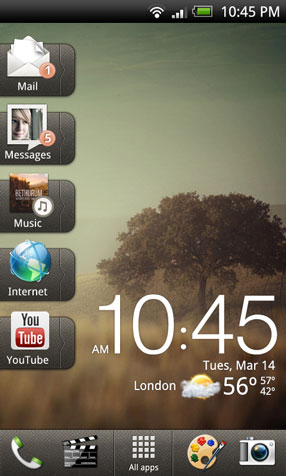 10:45 PM
1
Mail
5
Messages
BETHURUM
Music
Internet
You
Tube
YouTube
AM 10:45
Tues, Mar 14
London 56° 57°
42°
All apps